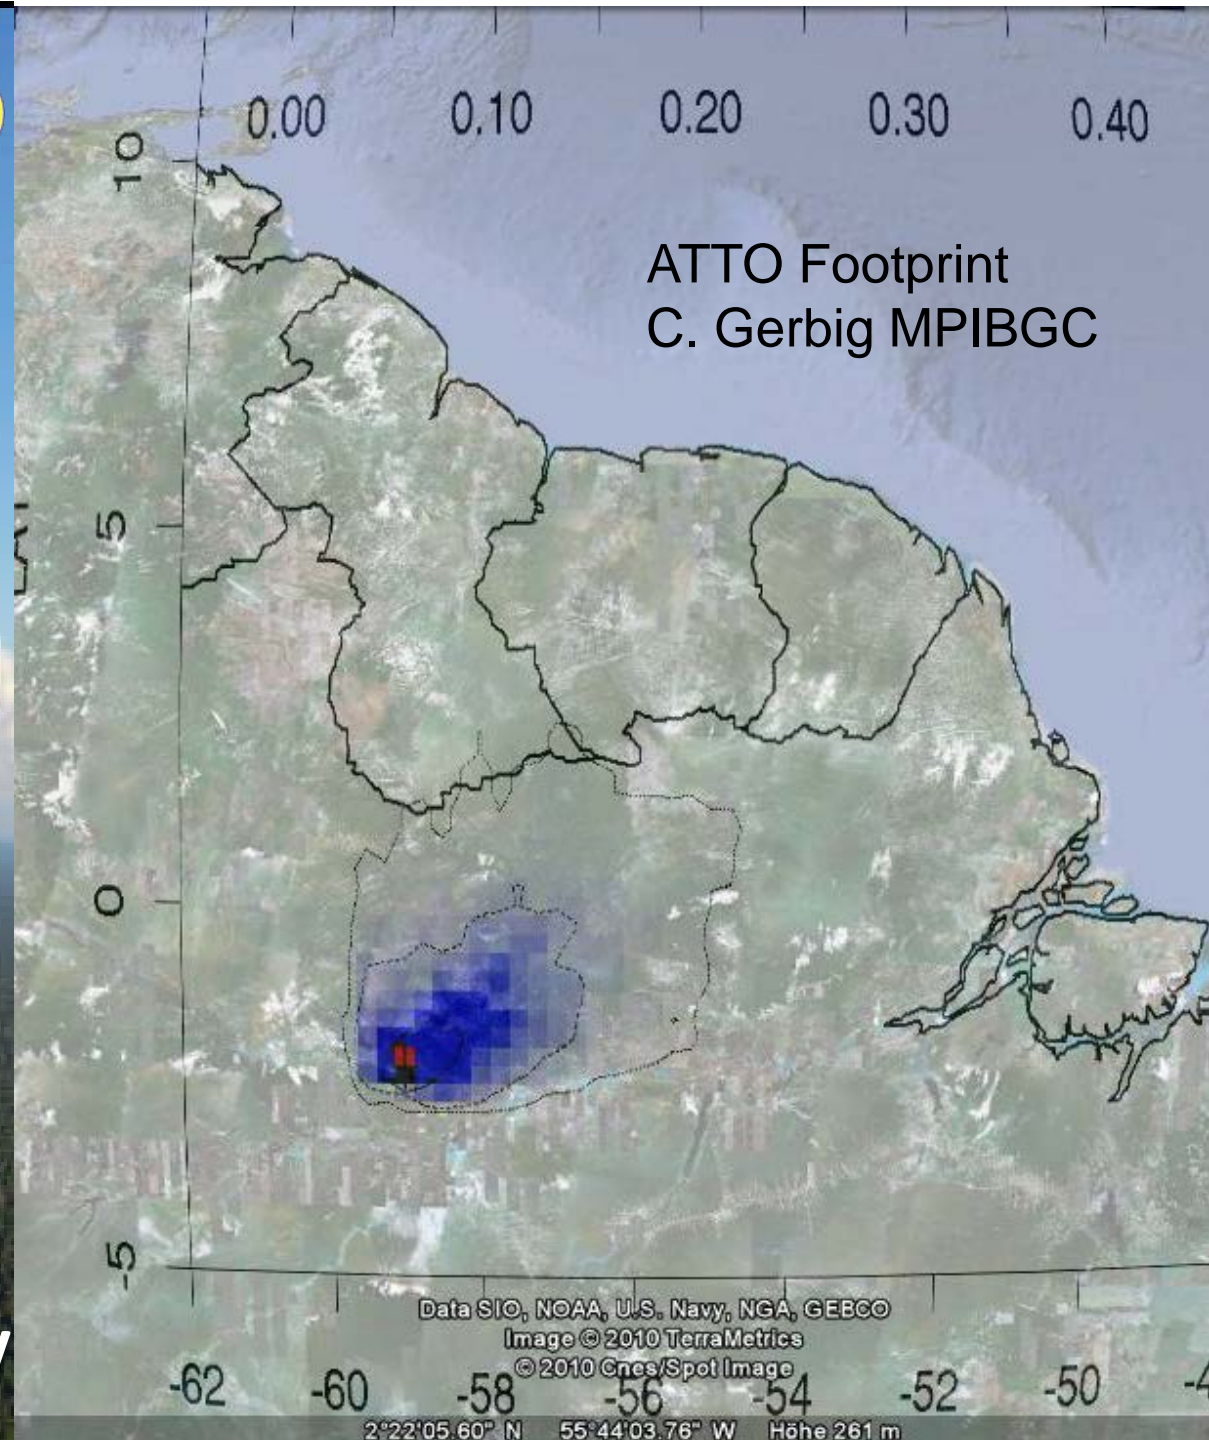 0.00 0.10 0.20 0.30 0.40
10
ATTO Footprint
C. Gerbig MPIBGC
5
0
-5
Data SIO, NOAA, U.S. Navy, NGA, GEBCO
Image © 2010 TerraMetrics
© 2010 Cnes/Spot Image
-62 -60 -58 -56 -54 -52 -50
2°22'05.60" N 55°44'03.76" W Höhe 261 m